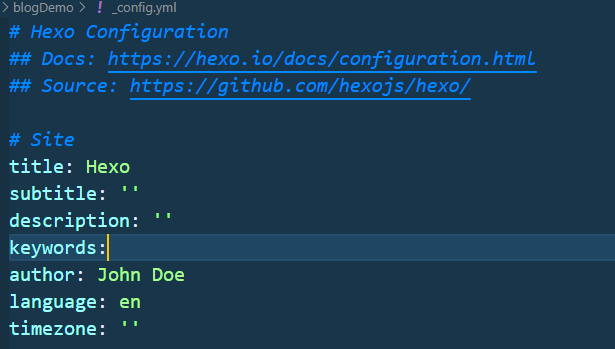 > blogDemo > ! _config.yml
# Hexo Configuration
## Docs: https://hexo.io/docs/configuration.html
## Source: https://github.com/hexojs/hexo/
# Site
title: Hexo
subtitle: ''
description: ''
keywords:
author: John Doe
language: en
timezone: ''